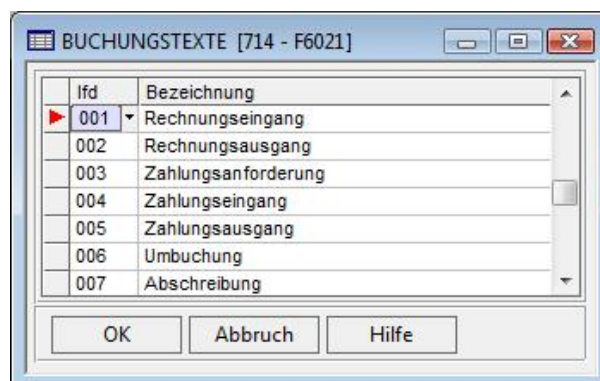 BUCHUNGSTEXTE [714 - F6021]
lfd Bezeichnung
001 Rechnungseingang
002 Rechnungsausgang
003 Zahlungsanforderung
004 Zahlungseingang
005 Zahlungsausgang
006 Umbuchung
007 Abschreibung
OK Abbruch Hilfe